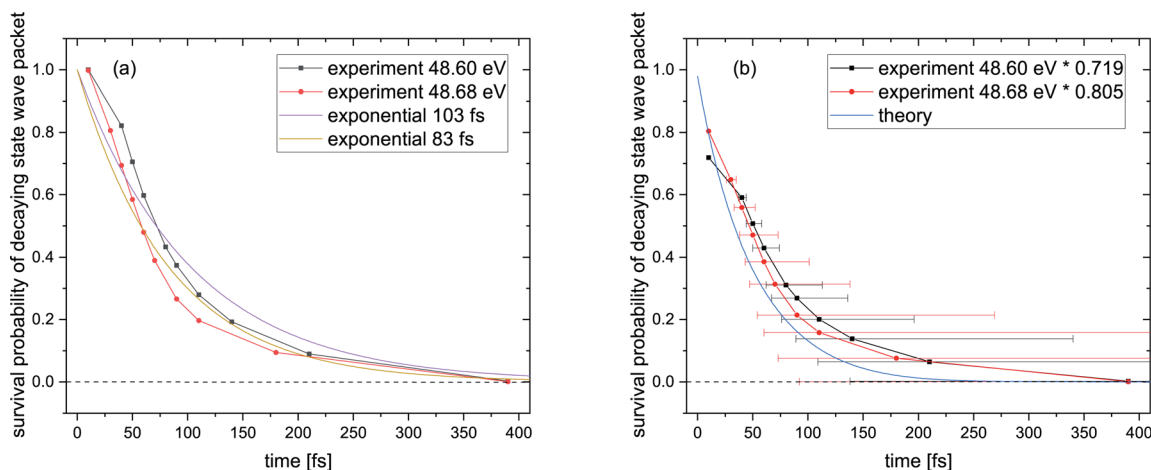 (a)
experiment 48.60 eV
experiment 48.68 eV
exponential 103 fs
exponential 83 fs
survival probability of decaying state wave packet
1.0
0.8
0.6
0.4
0.2
0.0
0 50 100 150 200 250 300 350 400
time [fs]
(b)
experiment 48.60 eV * 0.719
experiment 48.68 eV * 0.805
theory
survival probability of decaying state wave packet
1.0
0.8
0.6
0.4
0.2
0.0
0 50 100 150 200 250 300 350 400
time [fs]